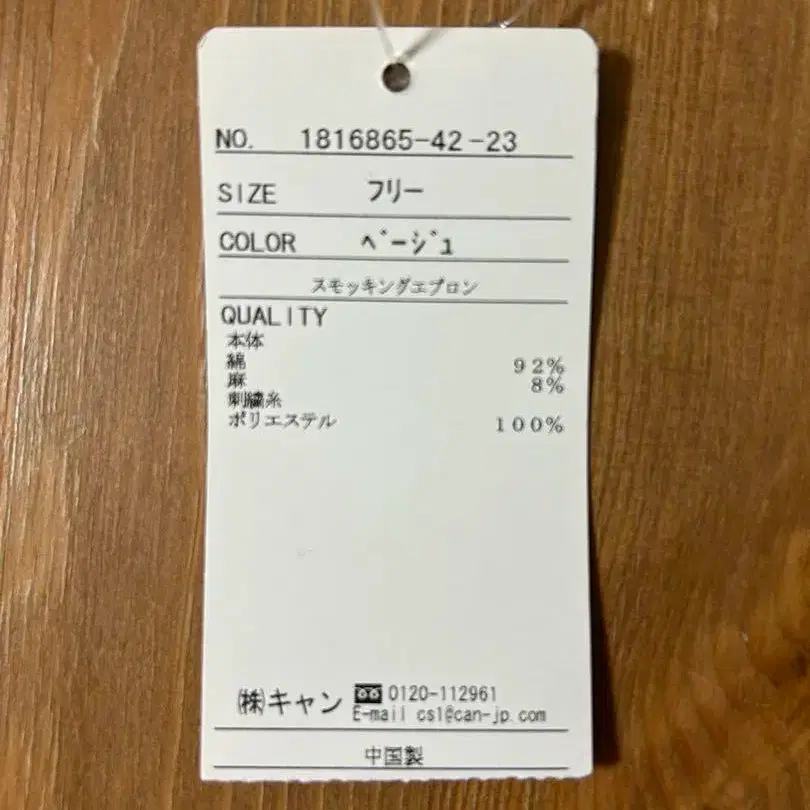 NO. 1816865-42-23
SIZE フリー
COLOR ベージュ
スモッキングエプロン
QUALITY
本体
綿 92%
麻 8%
刺繍糸
ポリエステル 100%
㈱キャン 0120-112961
E-mail cs1@can-jp.com
中国製